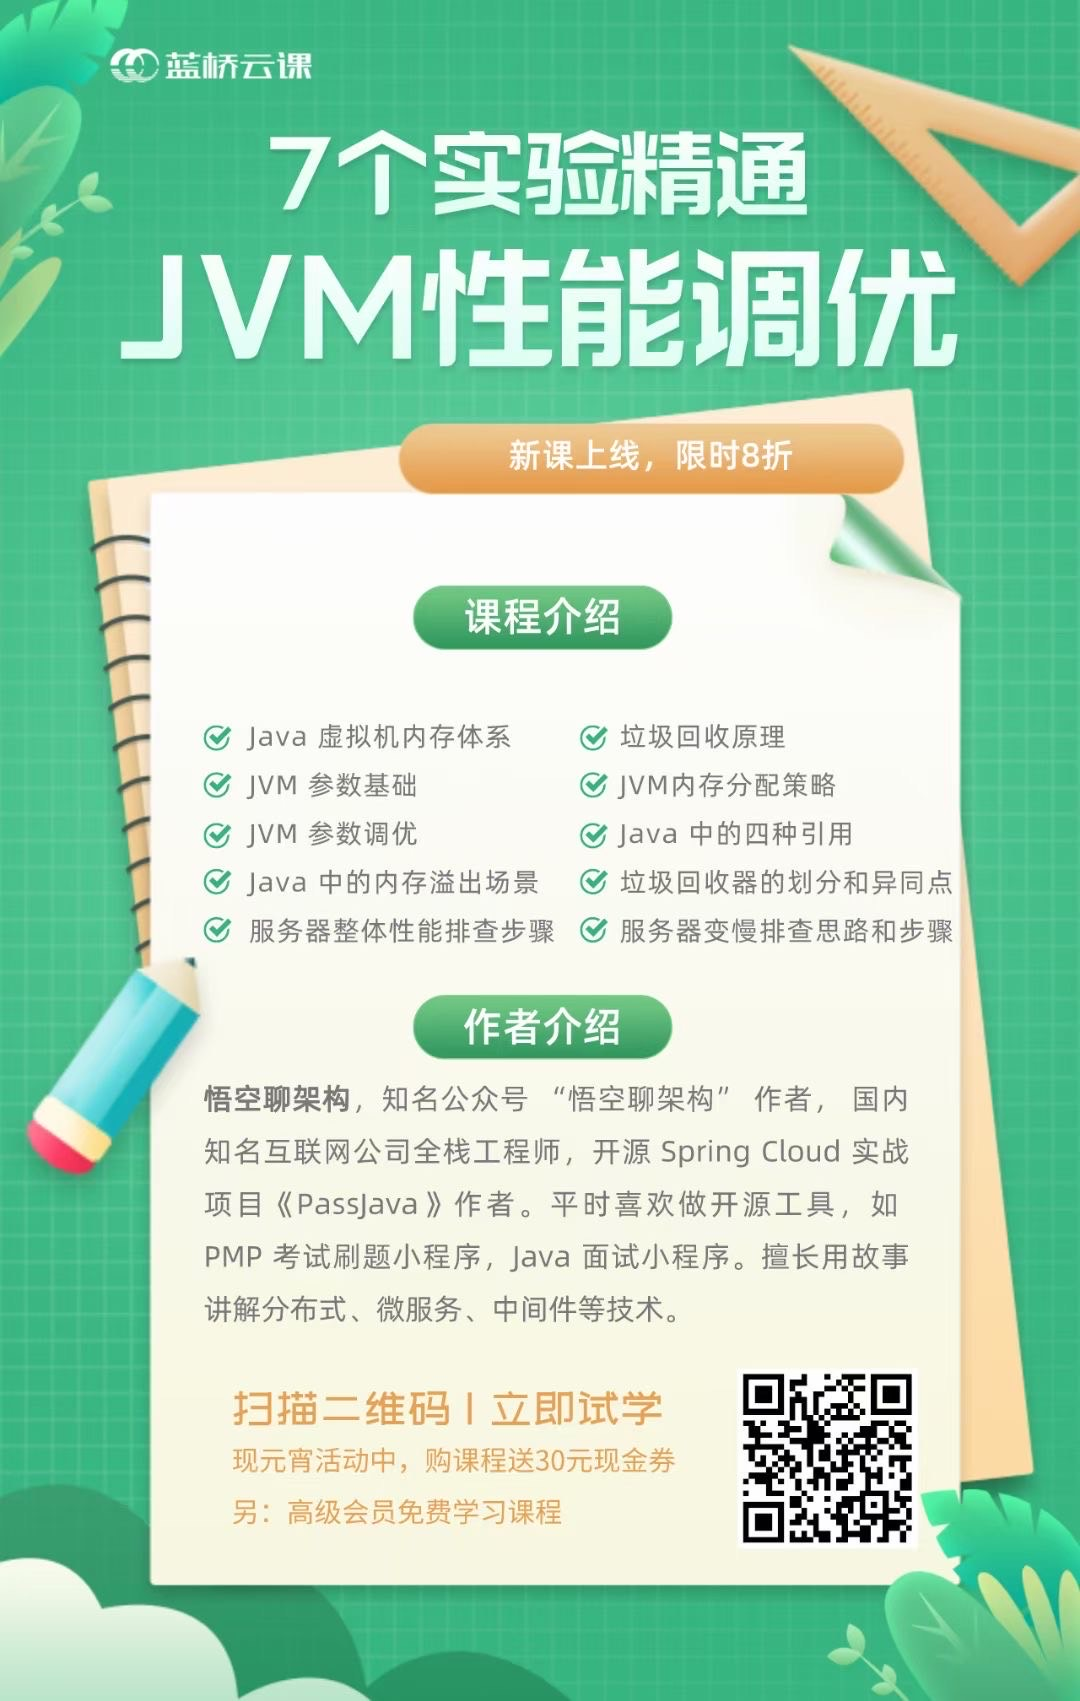 蓝桥云课
7个实验精通
JVM性能调优
新课上线，限时8折
课程介绍
Java 虚拟机内存体系
垃圾回收原理
JVM 参数基础
JVM内存分配策略
JVM 参数调优
Java 中的四种引用
Java 中的内存溢出场景
垃圾回收器的划分和异同点
服务器整体性能排查步骤
服务器变慢排查思路和步骤
作者介绍
悟空聊架构，知名公众号 “悟空聊架构” 作者， 国内
知名互联网公司全栈工程师，开源 Spring Cloud 实战
项目《PassJava》作者。平时喜欢做开源工具，如
PMP 考试刷题小程序，Java 面试小程序。擅长用故事
讲解分布式、微服务、中间件等技术。
扫描二维码 | 立即试学
现元宵活动中，购课程送30元现金券
另：高级会员免费学习课程